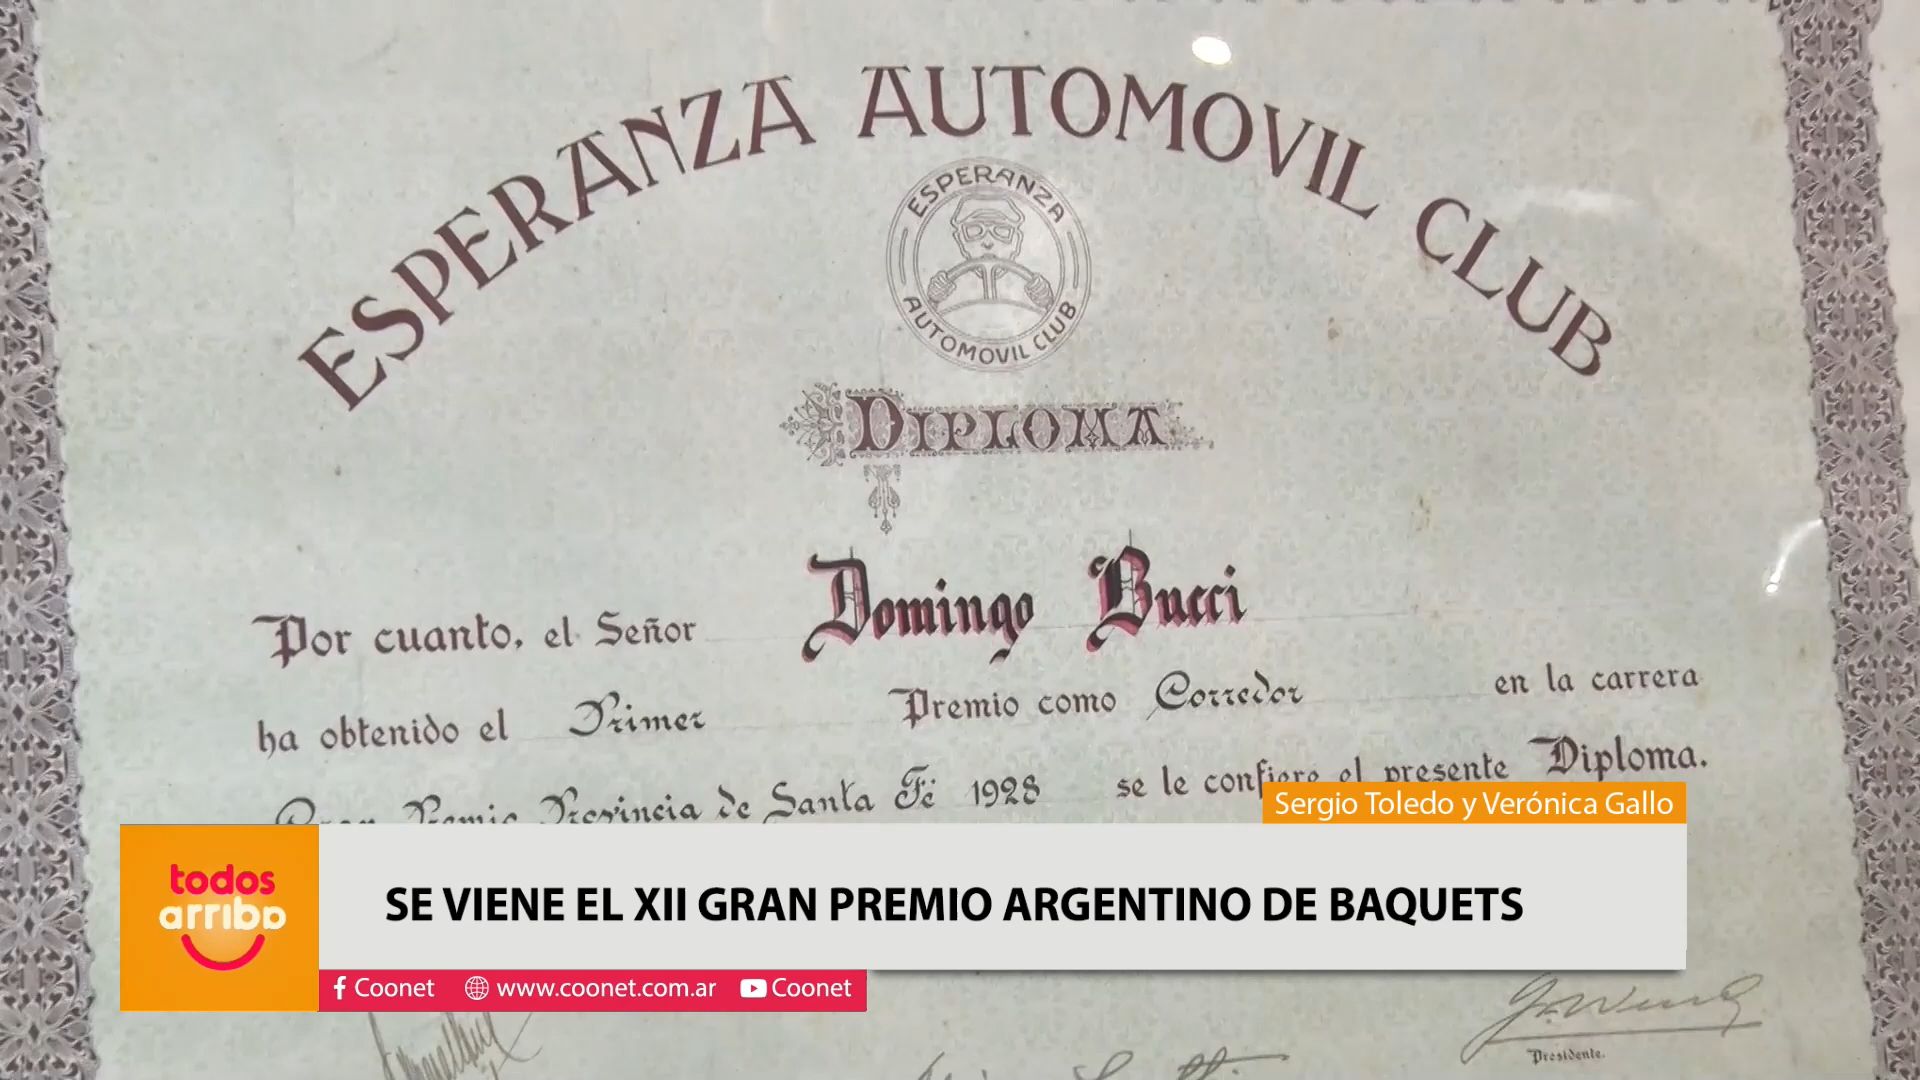 ESPERANZA AUTOMOVIL CLUB
ESPERANZA
AUTOMOVIL CLUB
DIPLOMA
Por cuanto, el Señor Domingo Bucci
ha obtenido el Primer Premio como Corredor en la carrera
Gran Premio Provincia de Santa Fé 1928 se le confiere el presente Diploma.
Sergio Toledo y Verónica Gallo
todos
arriba
SE VIENE EL XII GRAN PREMIO ARGENTINO DE BAQUETS
Coonet www.coonet.com.ar Coonet
Presidente.